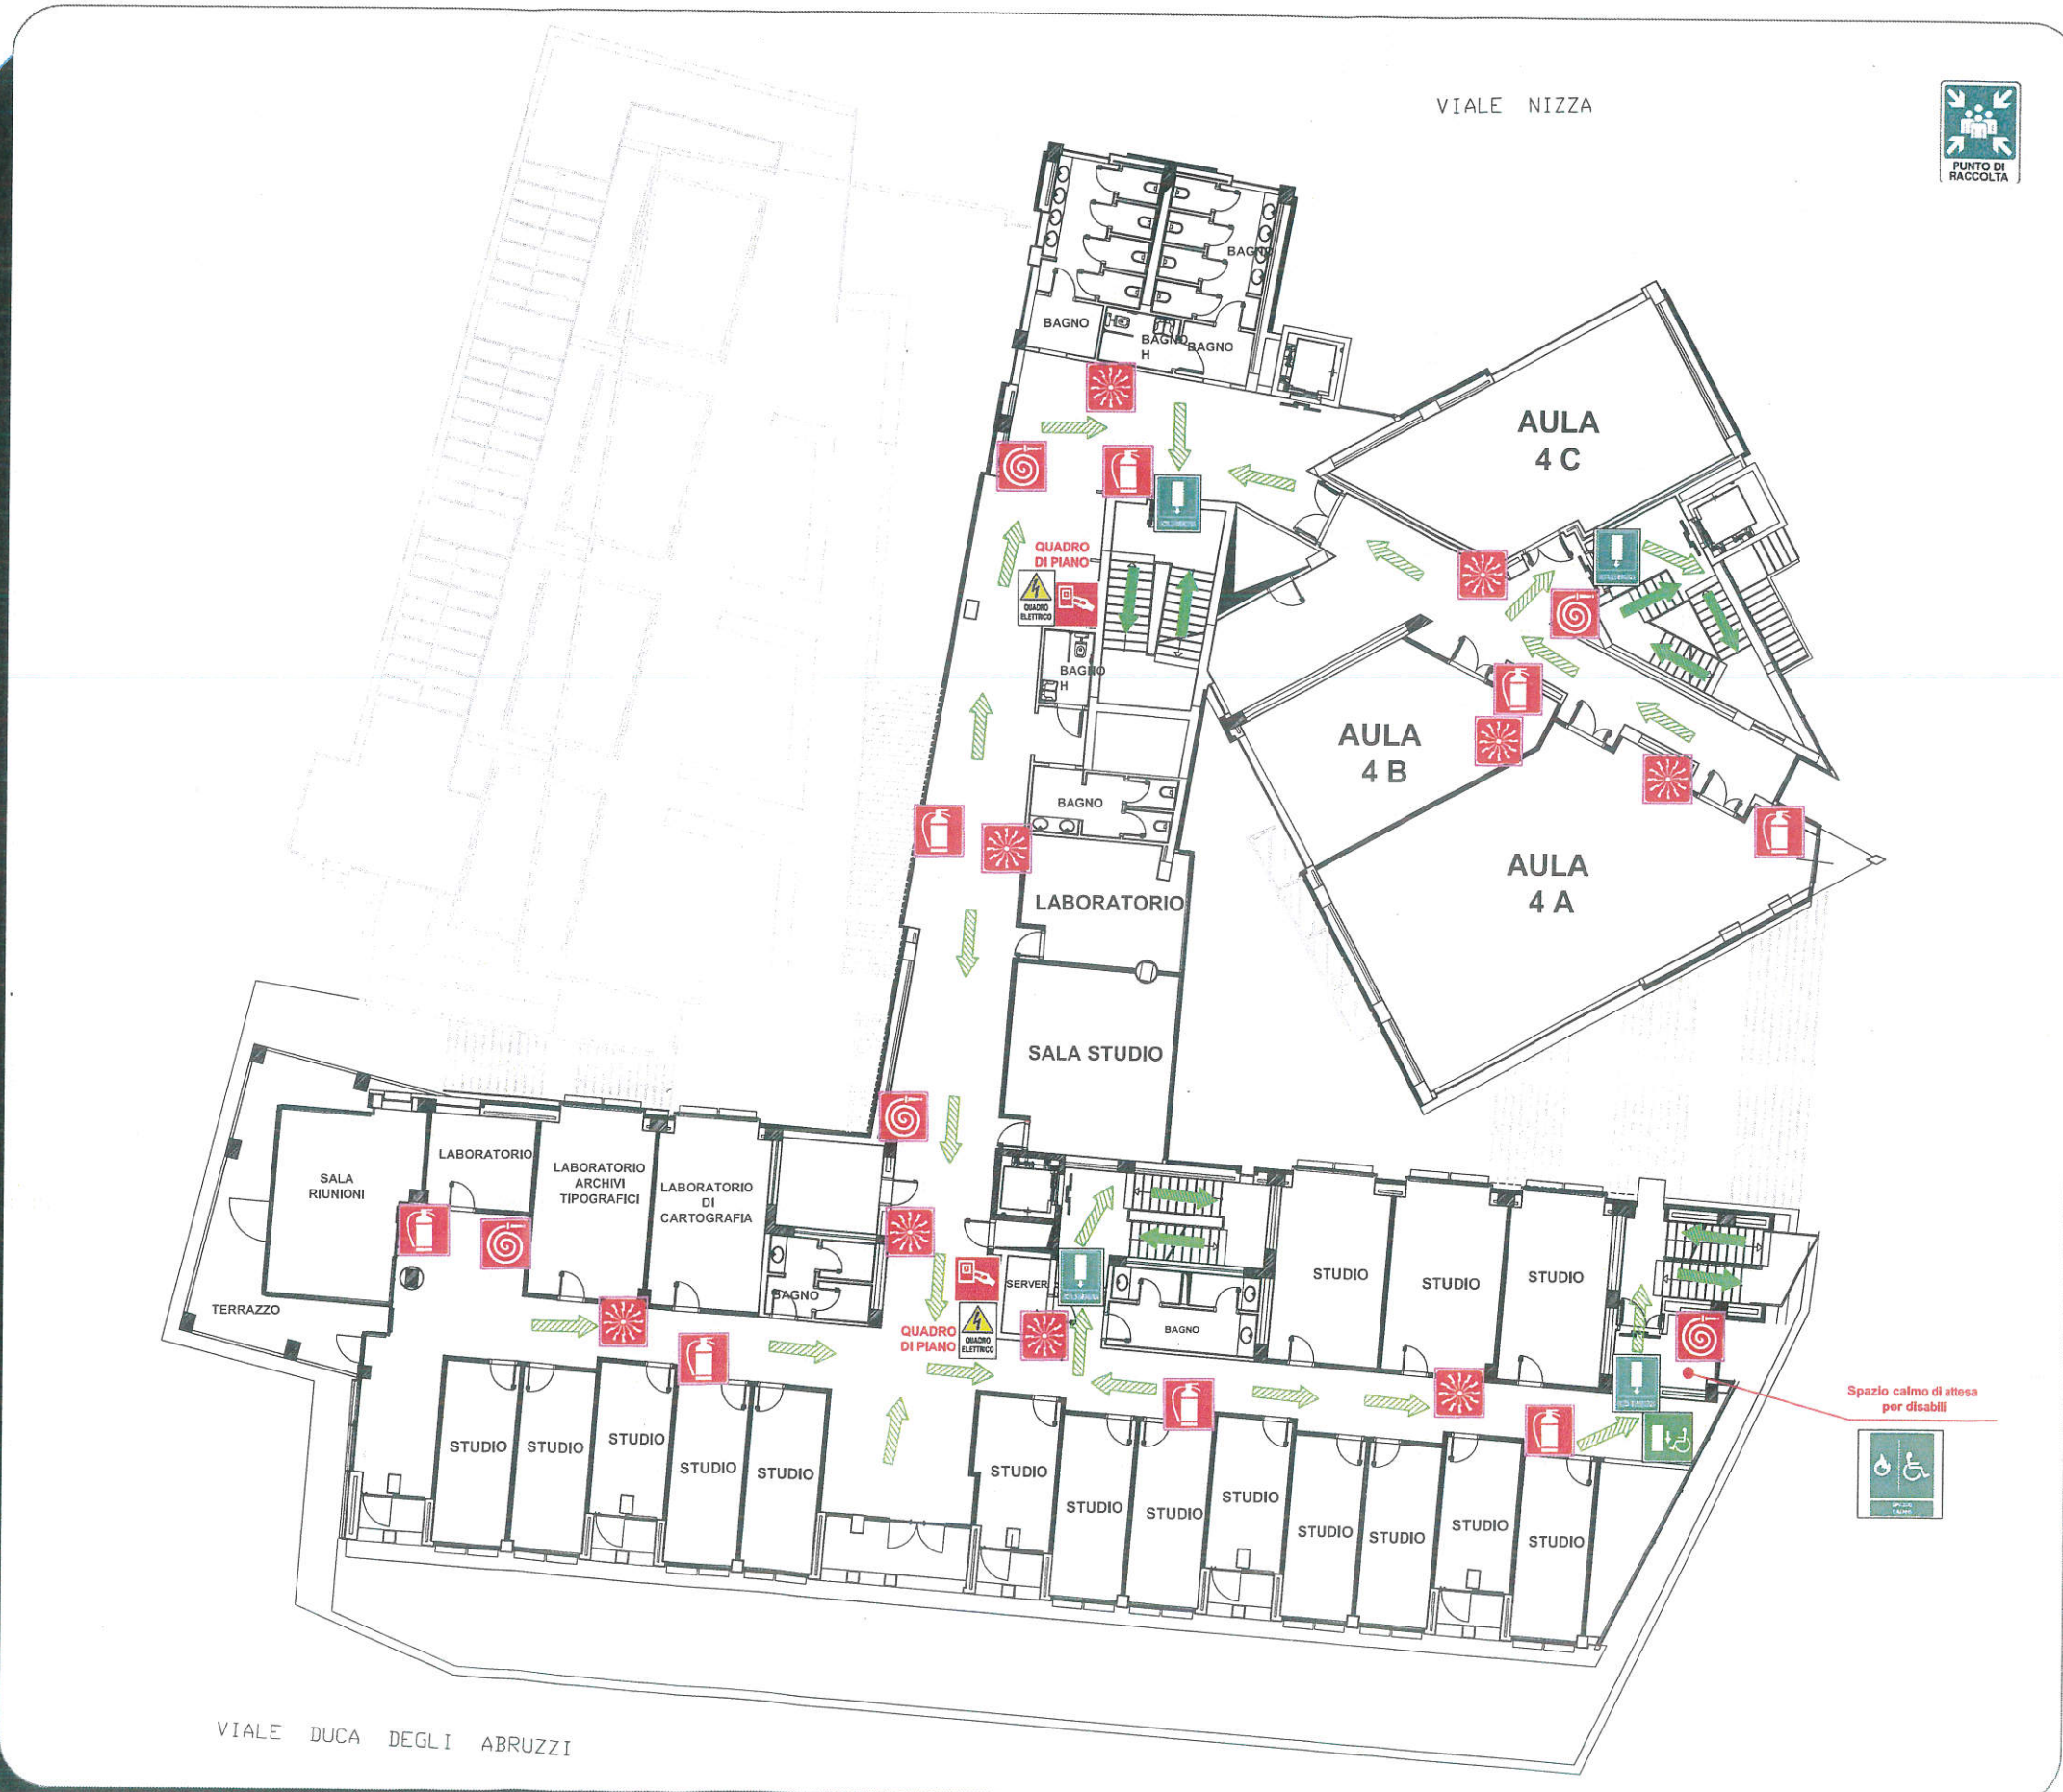 VIALE NIZZA
PUNTO DI
RACCOLTA
BAGNO
BAGNO
BAGNO
H
BAGNO
AULA
4 C
QUADRO
DI PIANO
QUADRO
ELETTRICO
BAGNO
H
AULA
4 B
BAGNO
AULA
4 A
LABORATORIO
SALA STUDIO
SALA
RIUNIONI
LABORATORIO
LABORATORIO
ARCHIVI
TIPOGRAFICI
LABORATORIO
DI
CARTOGRAFIA
BAGNO
TERRAZZO
SERVER
QUADRO
DI PIANO
QUADRO
ELETTRICO
BAGNO
STUDIO
STUDIO
STUDIO
Spazio calmo di attesa
per disabili
STUDIO
STUDIO
STUDIO
STUDIO
STUDIO
STUDIO
STUDIO
STUDIO
STUDIO
STUDIO
STUDIO
STUDIO
STUDIO
VIALE DUCA DEGLI ABRUZZI